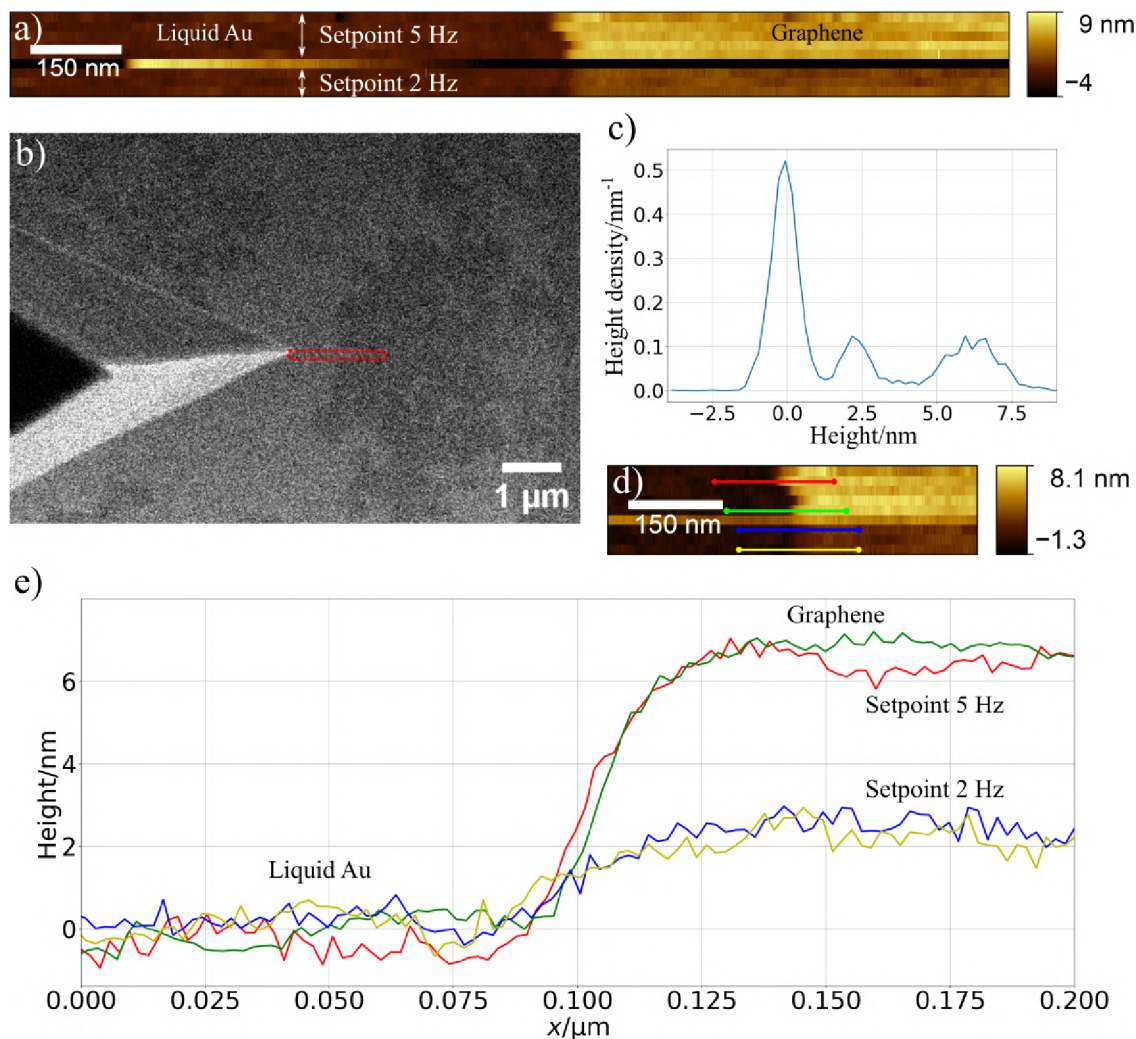 a)
Liquid Au
Setpoint 5 Hz
Graphene
9 nm
150 nm
Setpoint 2 Hz
−4
b)
1 μm
c)
Height density/nm⁻¹
0.5
0.4
0.3
0.2
0.1
0.0
−2.5 0.0 2.5 5.0 7.5
Height/nm
d)
8.1 nm
150 nm
−1.3
e)
Graphene
Setpoint 5 Hz
Setpoint 2 Hz
Liquid Au
Height/nm
6
4
2
0
0.000 0.025 0.050 0.075 0.100 0.125 0.150 0.175 0.200
x/μm